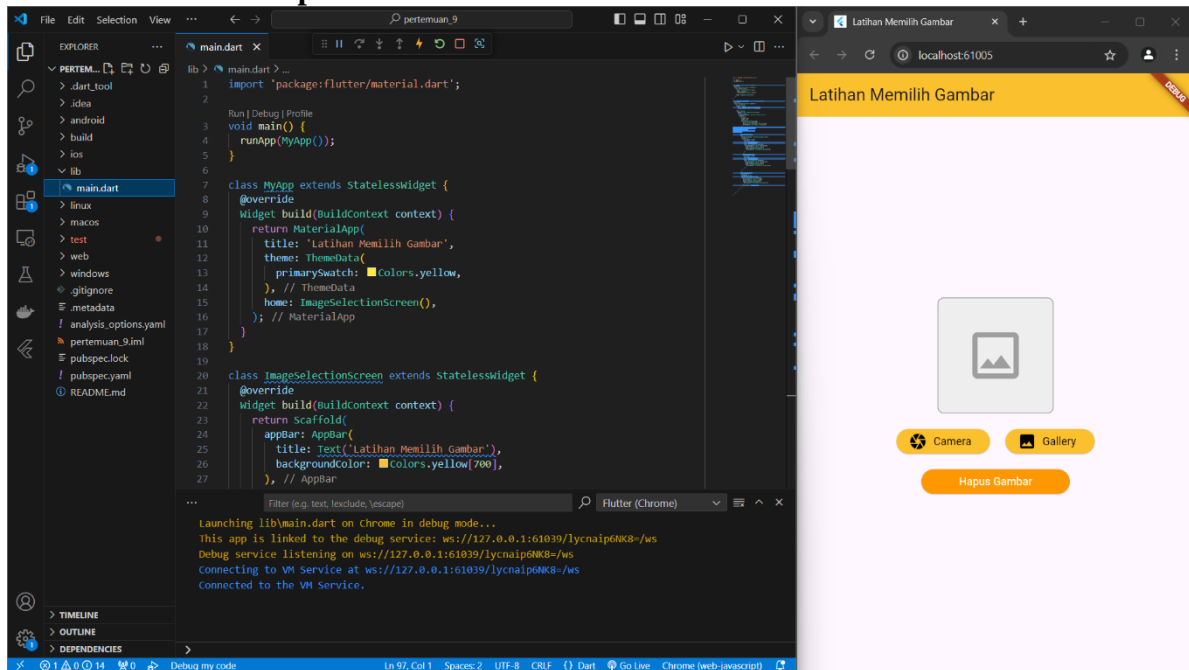 File Edit Selection View ...
pertemuan_9
EXPLORER ...
PERTEM...
.dart_tool
.idea
android
build
ios
lib
main.dart
linux
macos
test
web
windows
.gitignore
.metadata
analysis_options.yaml
pertemuan_9.iml
pubspec.lock
pubspec.yaml
README.md
TIMELINE
OUTLINE
DEPENDENCIES
main.dart
lib > main.dart > ...
1 import 'package:flutter/material.dart';
2
Run | Debug | Profile
3 void main() {
4 runApp(MyApp());
5 }
6
7 class MyApp extends StatelessWidget {
8 @override
9 Widget build(BuildContext context) {
10 return MaterialApp(
11 title: 'Latihan Memilih Gambar',
12 theme: ThemeData(
13 primarySwatch: Colors.yellow,
14 ), // ThemeData
15 home: ImageSelectionScreen(),
16 ); // MaterialApp
17 }
18 }
19
20 class ImageSelectionScreen extends StatelessWidget {
21 @override
22 Widget build(BuildContext context) {
23 return Scaffold(
24 appBar: AppBar(
25 title: Text('Latihan Memilih Gambar'),
26 backgroundColor: Colors.yellow[700],
27 ), // AppBar
... Filter (e.g. text, !exclude, \escape) Flutter (Chrome)
Launching lib\main.dart on Chrome in debug mode...
This app is linked to the debug service: ws://127.0.0.1:61039/lycnaip6NK8=/ws
Debug service listening on ws://127.0.0.1:61039/lycnaip6NK8=/ws
Connecting to VM Service at ws://127.0.0.1:61039/lycnaip6NK8=/ws
Connected to the VM Service.
>
1 0 14 0 Debug my code Ln 97, Col 1 Spaces: 2 UTF-8 CRLF {} Dart Go Live Chrome (web-javascript)
Latihan Memilih Gambar
localhost:61005
Latihan Memilih Gambar
DEBUG
Camera
Gallery
Hapus Gambar